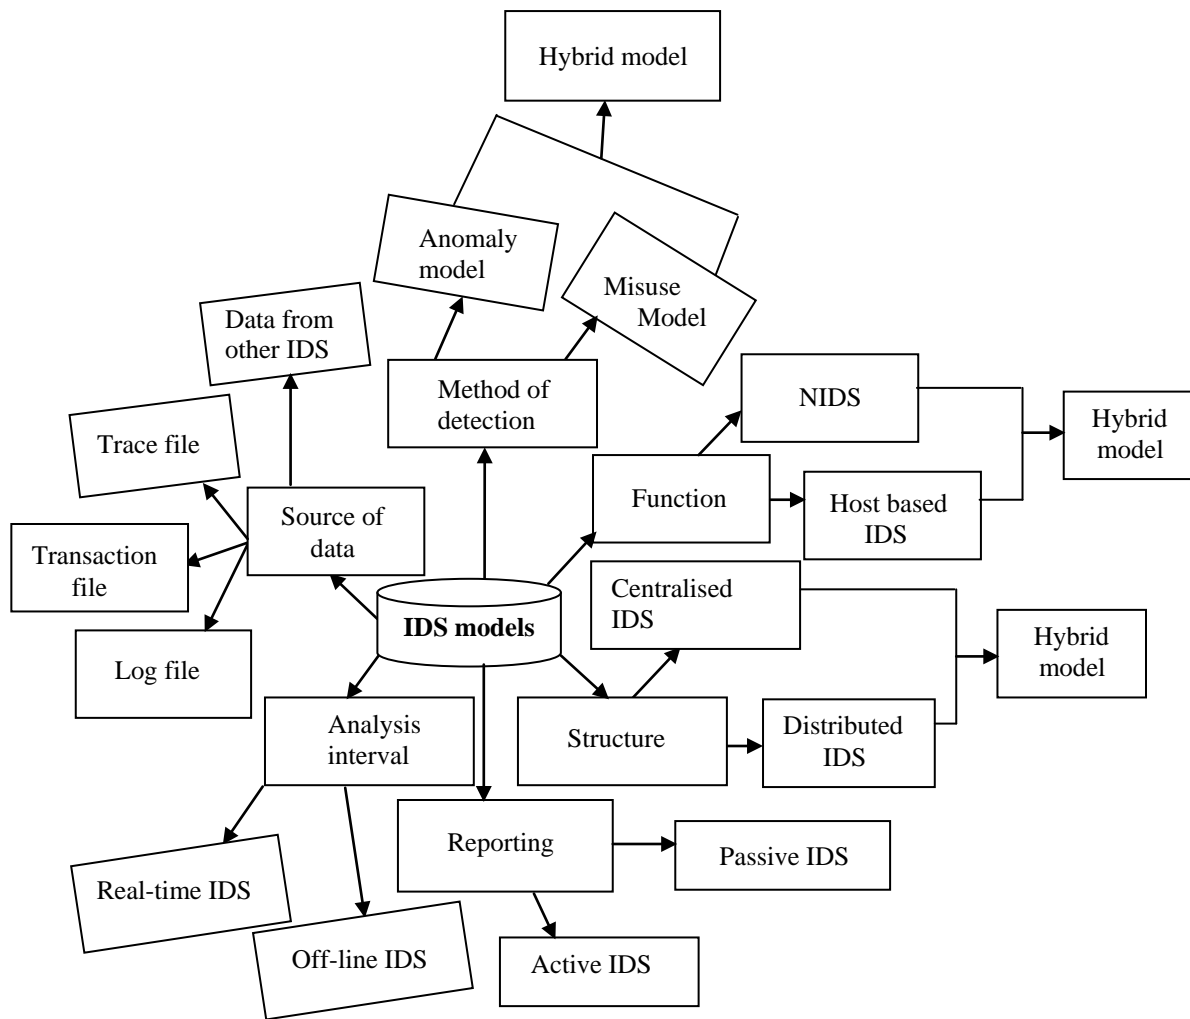 Hybrid model
Anomaly
model
Misuse
Model
Data from
other IDS
Method of
detection
NIDS
Hybrid
model
Trace file
Function
Host based
IDS
Source of
data
Transaction
file
Centralised
IDS
IDS models
Hybrid
model
Log file
Analysis
interval
Structure
Distributed
IDS
Reporting
Passive IDS
Real-time IDS
Off-line IDS
Active IDS